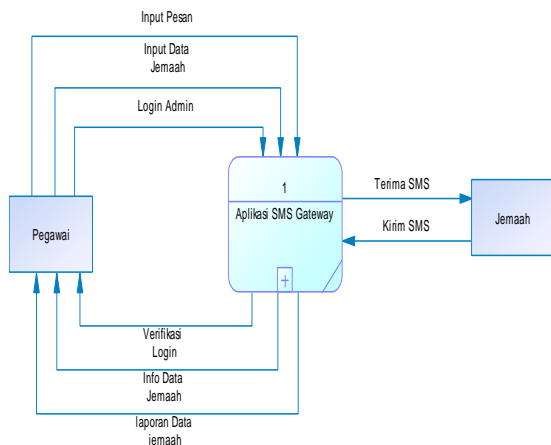 Input Pesan
Input Data
Jemaah
Login Admin
1
Aplikasi SMS Gateway
Terima SMS
Kirim SMS
Jemaah
Pegawai
Verifikasi
Login
Info Data
Jemaah
laporan Data
jemaah